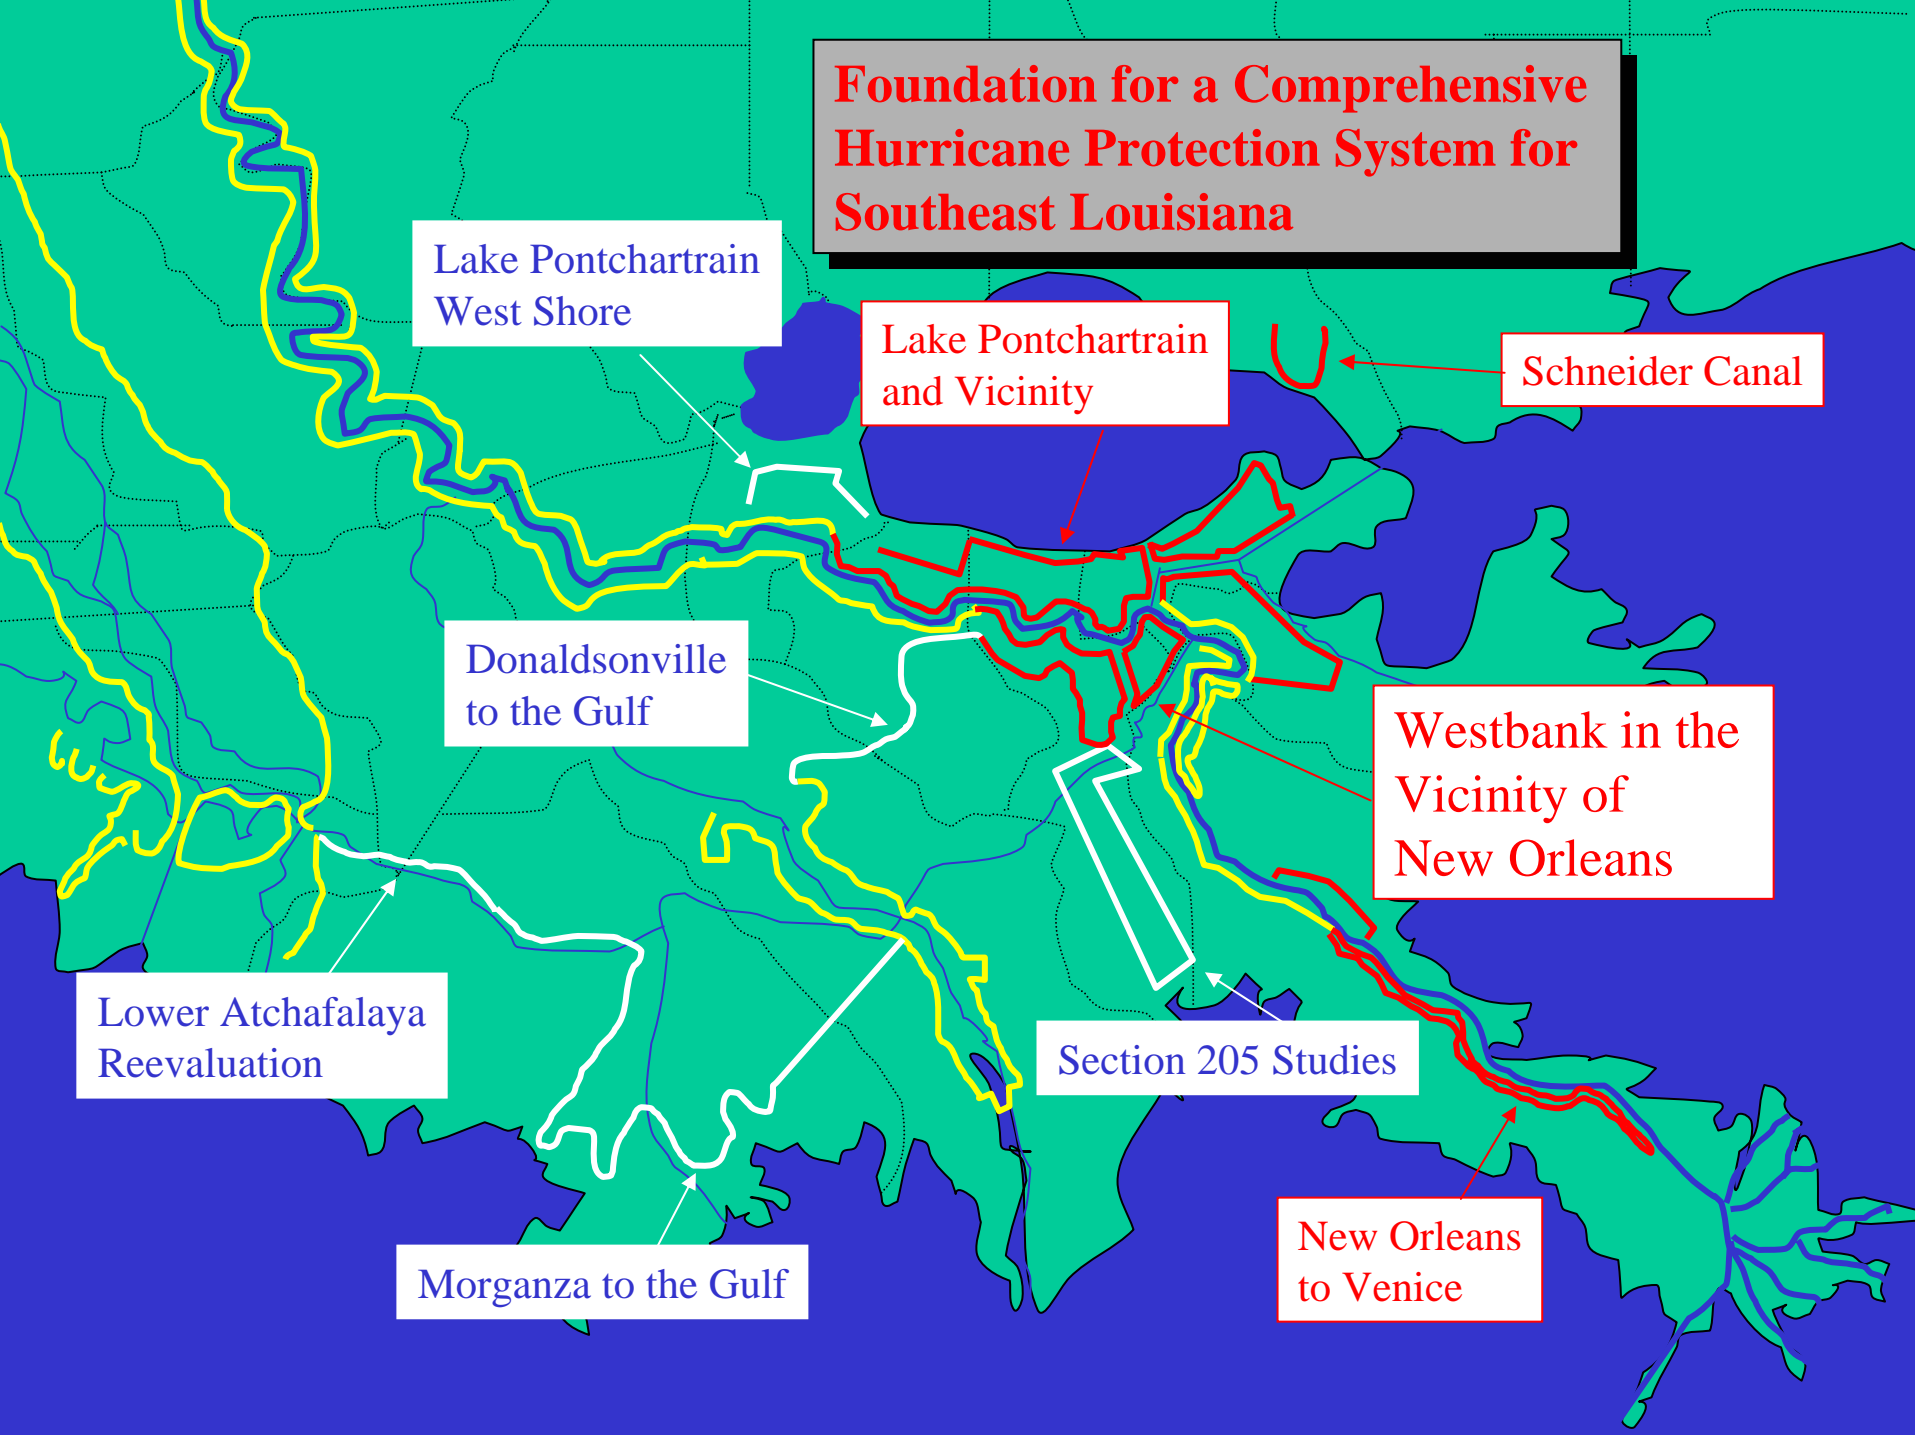 Foundation for a Comprehensive
Hurricane Protection System for
Southeast Louisiana
Lake Pontchartrain
West Shore
Lake Pontchartrain
and Vicinity
Schneider Canal
Donaldsonville
to the Gulf
Westbank in the
Vicinity of
New Orleans
Lower Atchafalaya
Reevaluation
Section 205 Studies
Morganza to the Gulf
New Orleans
to Venice